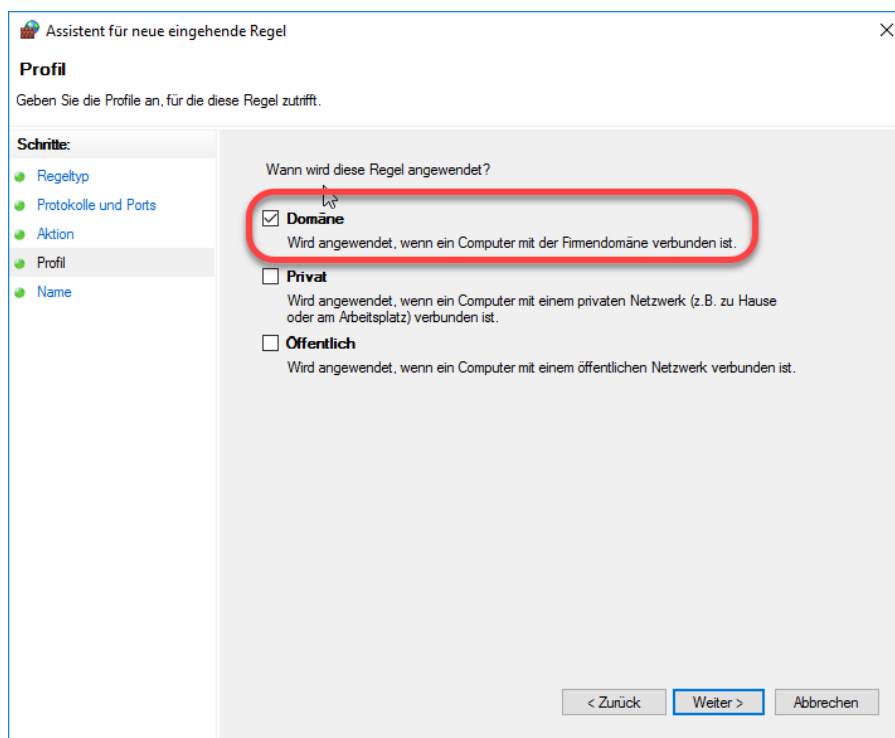 Assistent für neue eingehende Regel
Profil
Geben Sie die Profile an, für die diese Regel zutrifft.
Schritte:
Regeltyp
Protokolle und Ports
Aktion
Profil
Name
Wann wird diese Regel angewendet?
Domäne
Wird angewendet, wenn ein Computer mit der Firmendomäne verbunden ist.
Privat
Wird angewendet, wenn ein Computer mit einem privaten Netzwerk (z.B. zu Hause
oder am Arbeitsplatz) verbunden ist.
Öffentlich
Wird angewendet, wenn ein Computer mit einem öffentlichen Netzwerk verbunden ist.
< Zurück
Weiter >
Abbrechen